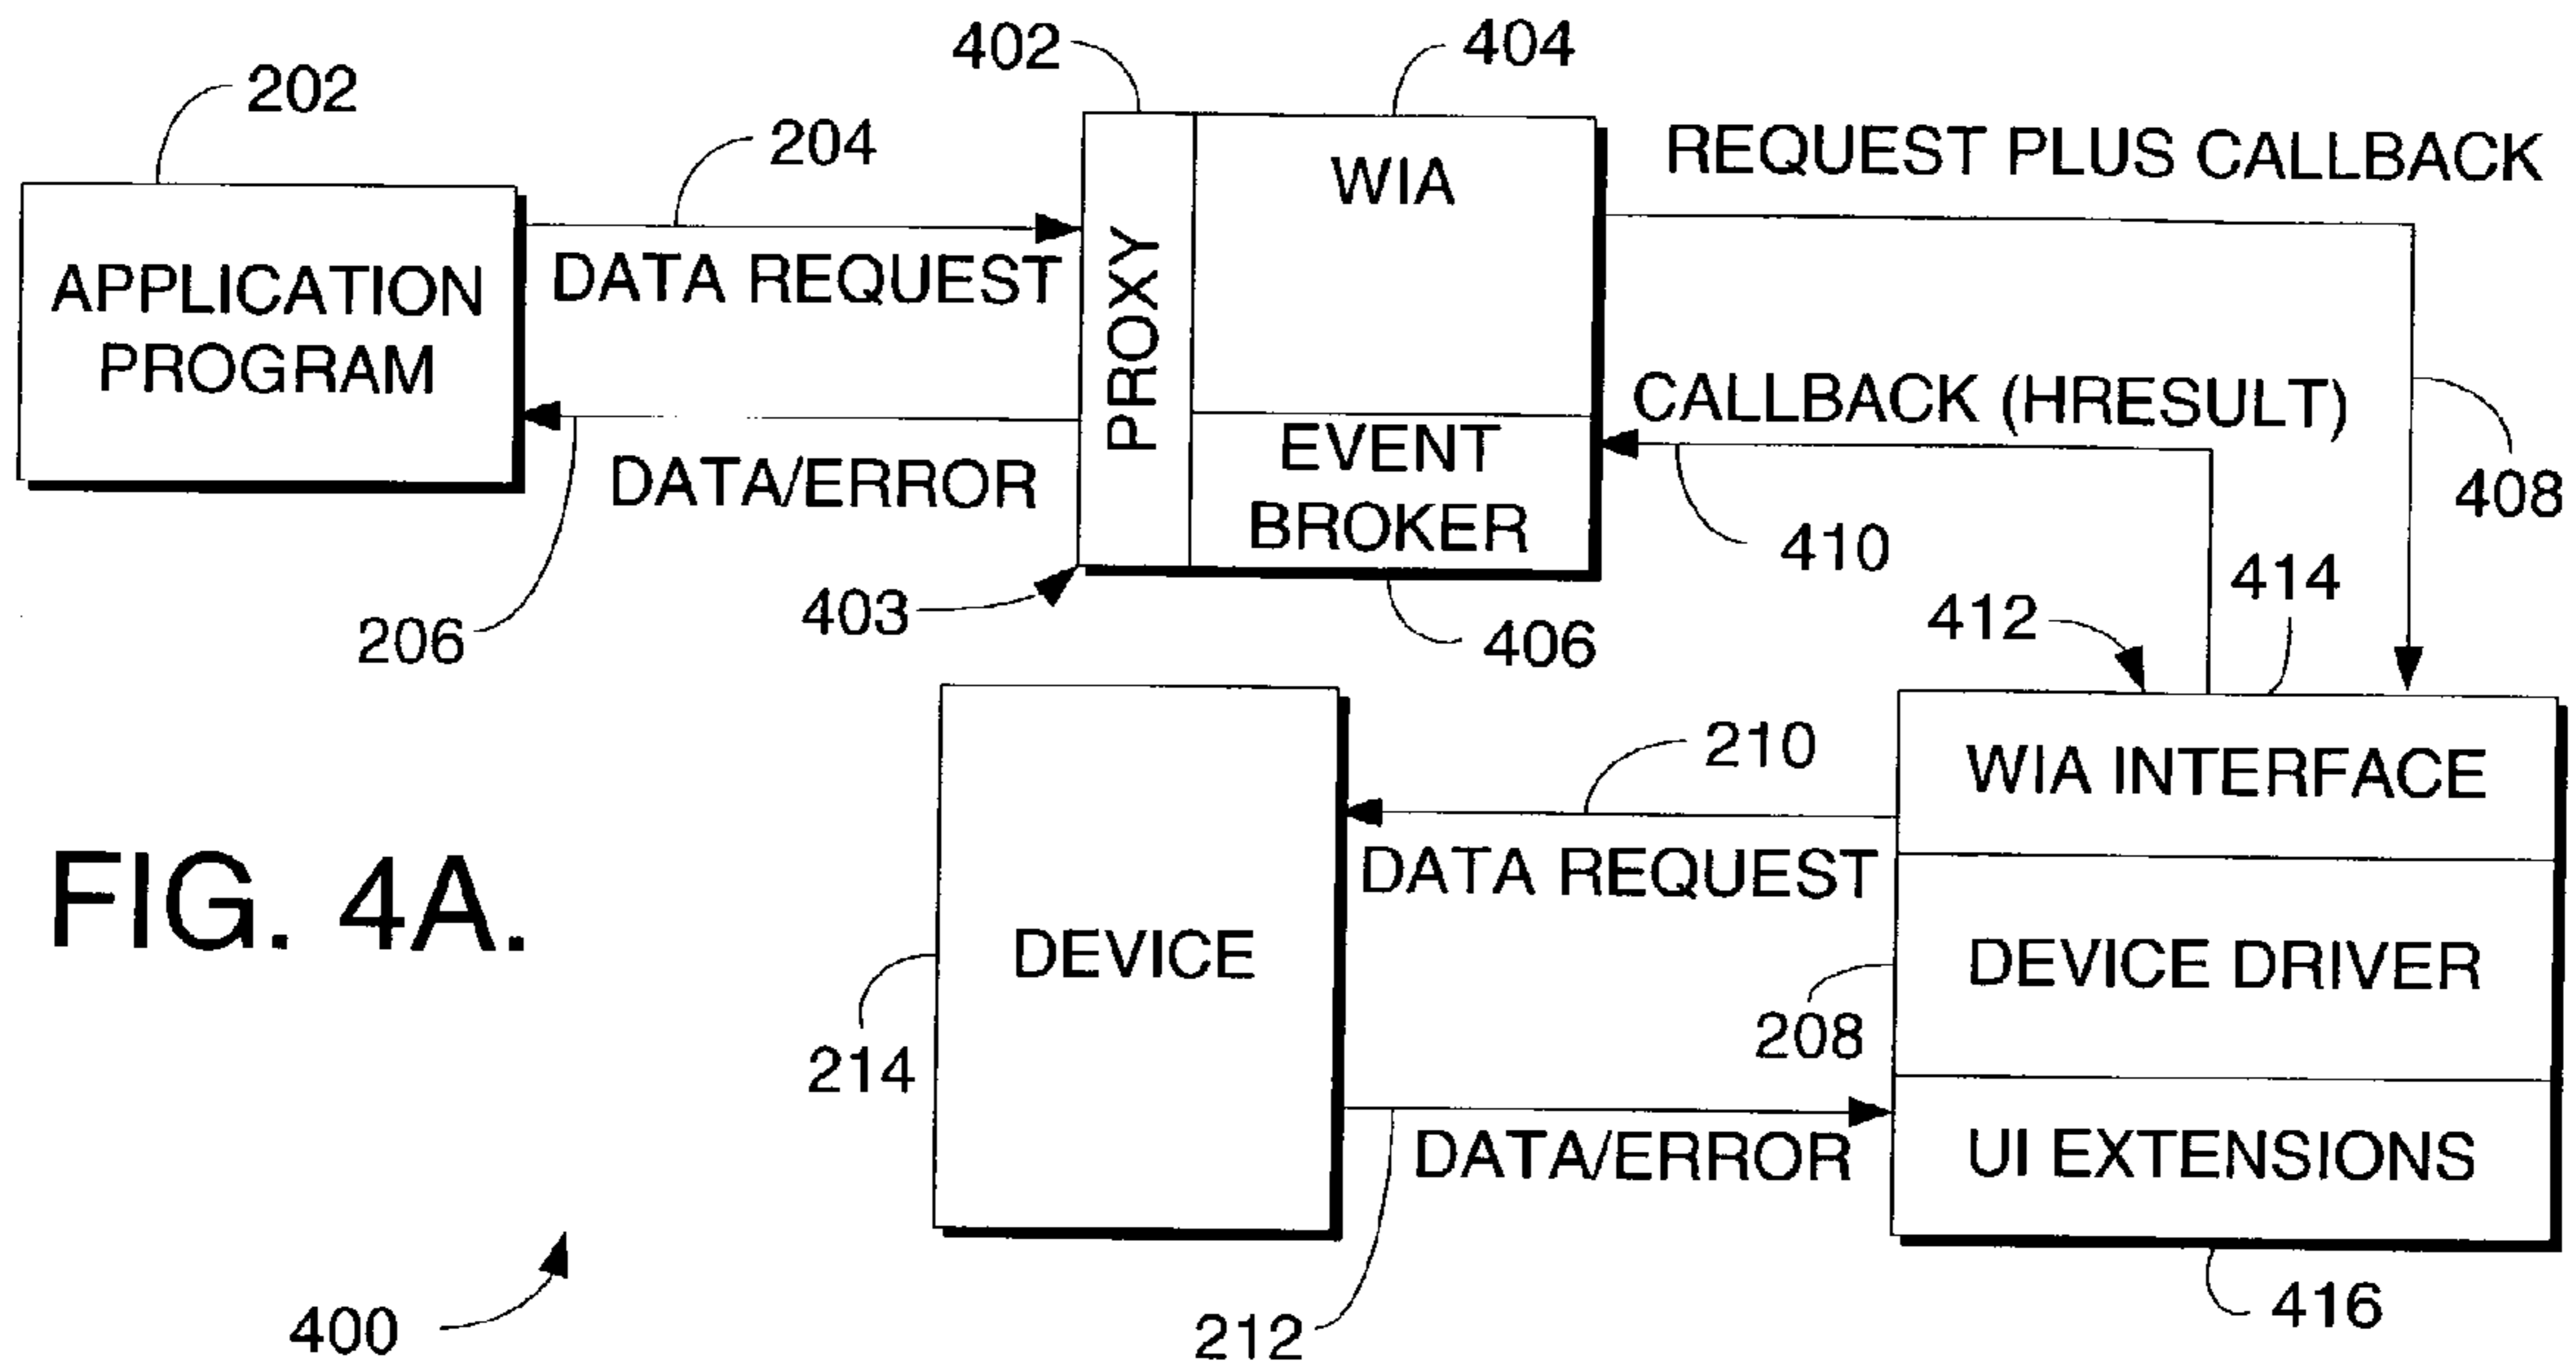 402
404
202
204
REQUEST PLUS CALLBACK
WIA
APPLICATION
PROGRAM
DATA REQUEST
PROXY
CALLBACK (HRESULT)
EVENT
BROKER
DATA/ERROR
408
410
414
403
412
206
406
210
WIA INTERFACE
DATA REQUEST
FIG. 4A.
DEVICE
DEVICE DRIVER
208
214
DATA/ERROR
UI EXTENSIONS
400
212
416